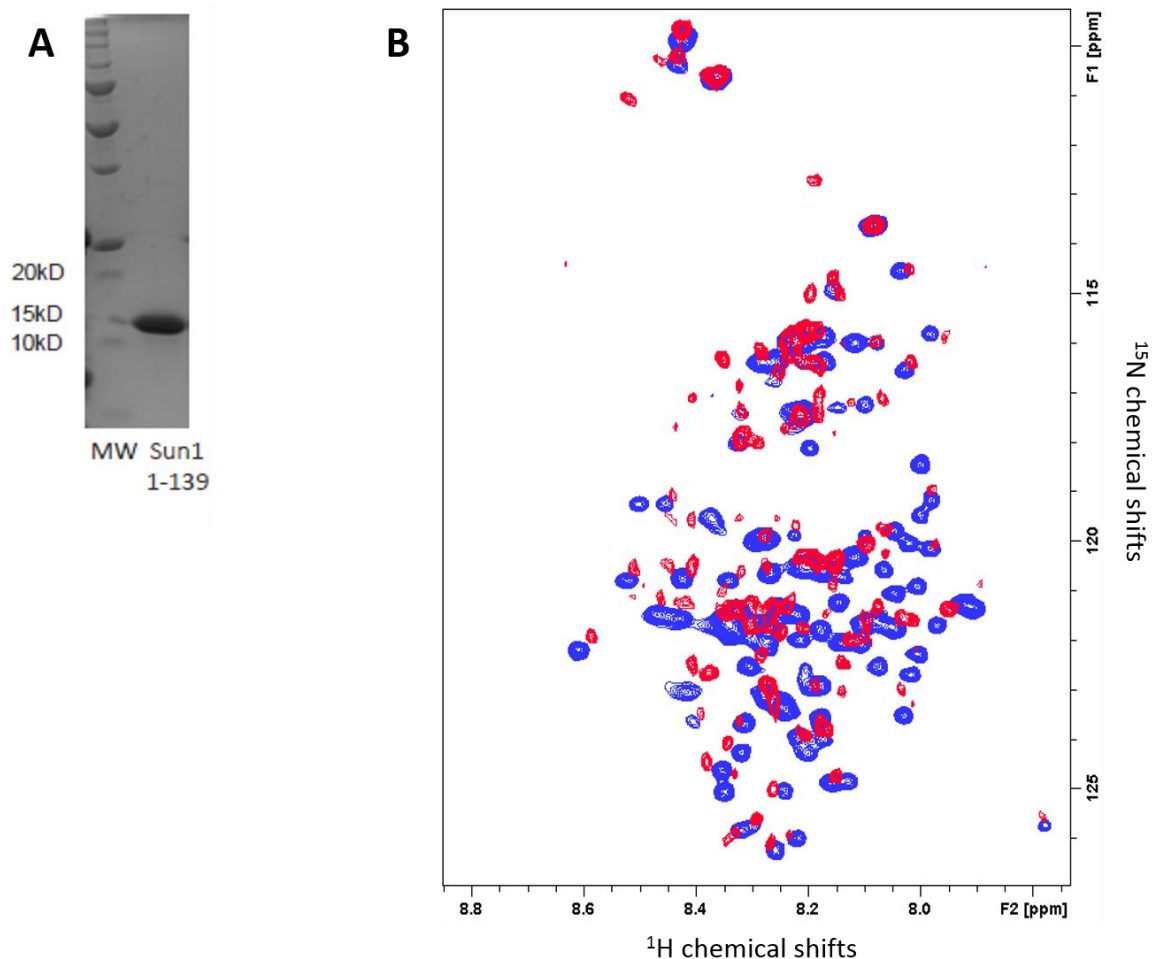 A
B
20kD
15kD
10kD
MW Sun1
1-139
F1 [ppm]
115
120
125
15N chemical shifts
8.8 8.6 8.4 8.2 8.0 F2 [ppm]
1H chemical shifts